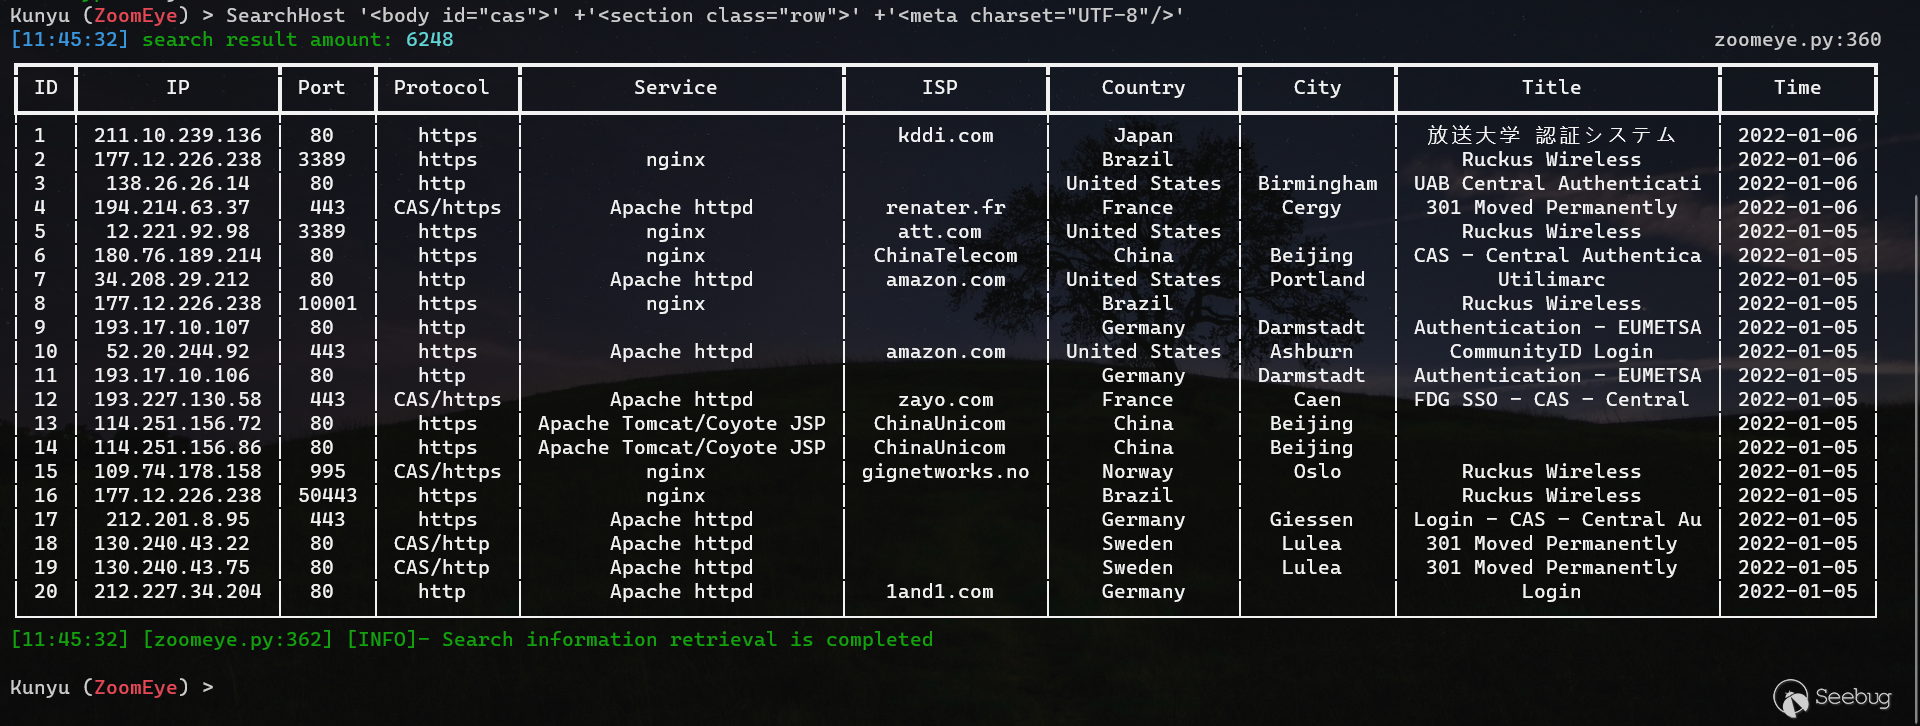 Kunyu (ZoomEye) > SearchHost '<body id="cas">' +'<section class="row">' +'<meta charset="UTF-8"/>'
[11:45:32] search result amount: 6248 zoomeye.py:360
ID IP Port Protocol Service ISP Country City Title Time
1 211.10.239.136 80 https kddi.com Japan 放送大学 認証システム 2022-01-06
2 177.12.226.238 3389 https nginx Brazil Ruckus Wireless 2022-01-06
3 138.26.26.14 80 http United States Birmingham UAB Central Authenticati 2022-01-06
4 194.214.63.37 443 CAS/https Apache httpd renater.fr France Cergy 301 Moved Permanently 2022-01-06
5 12.221.92.98 3389 https nginx att.com United States Ruckus Wireless 2022-01-05
6 180.76.189.214 80 https nginx ChinaTelecom China Beijing CAS - Central Authentica 2022-01-05
7 34.208.29.212 80 http Apache httpd amazon.com United States Portland Utilimarc 2022-01-05
8 177.12.226.238 10001 https nginx Brazil Ruckus Wireless 2022-01-05
9 193.17.10.107 80 http Germany Darmstadt Authentication - EUMETSA 2022-01-05
10 52.20.244.92 443 https Apache httpd amazon.com United States Ashburn CommunityID Login 2022-01-05
11 193.17.10.106 80 http Germany Darmstadt Authentication - EUMETSA 2022-01-05
12 193.227.130.58 443 CAS/https Apache httpd zayo.com France Caen FDG SSO - CAS - Central 2022-01-05
13 114.251.156.72 80 https Apache Tomcat/Coyote JSP ChinaUnicom China Beijing 2022-01-05
14 114.251.156.86 80 https Apache Tomcat/Coyote JSP ChinaUnicom China Beijing 2022-01-05
15 109.74.178.158 995 CAS/https nginx gignetworks.no Norway Oslo Ruckus Wireless 2022-01-05
16 177.12.226.238 50443 https nginx Brazil Ruckus Wireless 2022-01-05
17 212.201.8.95 443 https Apache httpd Germany Giessen Login - CAS - Central Au 2022-01-05
18 130.240.43.22 80 CAS/http Apache httpd Sweden Lulea 301 Moved Permanently 2022-01-05
19 130.240.43.75 80 CAS/http Apache httpd Sweden Lulea 301 Moved Permanently 2022-01-05
20 212.227.34.204 80 http Apache httpd 1and1.com Germany Login 2022-01-05
[11:45:32] [zoomeye.py:362] [INFO]- Search information retrieval is completed
Kunyu (ZoomEye) >
Seebug